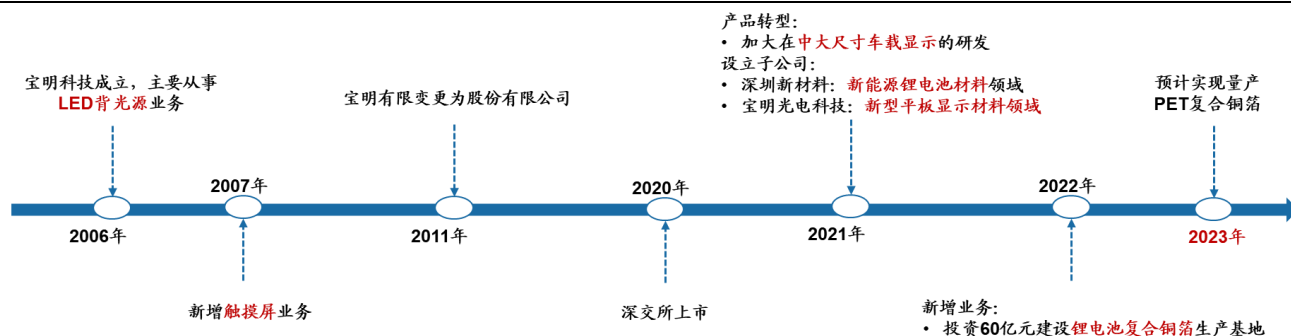 产品转型：
• 加大在中大尺寸车载显示的研发
设立子公司：
• 深圳新材料：新能源锂电池材料领域
• 宝明光电科技：新型平板显示材料领域
宝明科技成立，主要从事
LED背光源业务
宝明有限变更为股份有限公司
预计实现量产
PET复合铜箔
2007年
2020年
2022年
2006年
2011年
2021年
2023年
新增触摸屏业务
深交所上市
新增业务：
• 投资60亿元建设锂电池复合铜箔生产基地